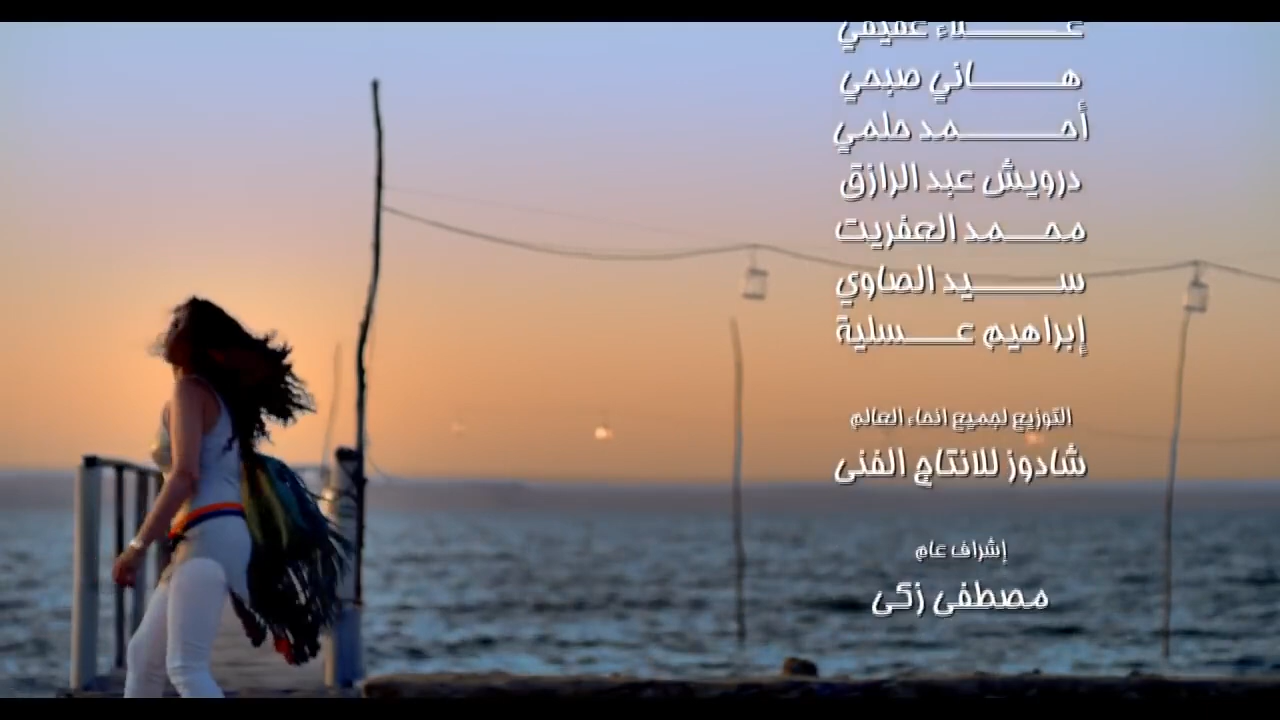 هاني صبحي
أحمد حلمي
درويش عبد الرازق
محمد العفريت
سيد الصاوي
إبراهيم عسلية
التوزيع لجميع انحاء العالم
شادوز للانتاج الفنى
إشراف عام
مصطفى زكى